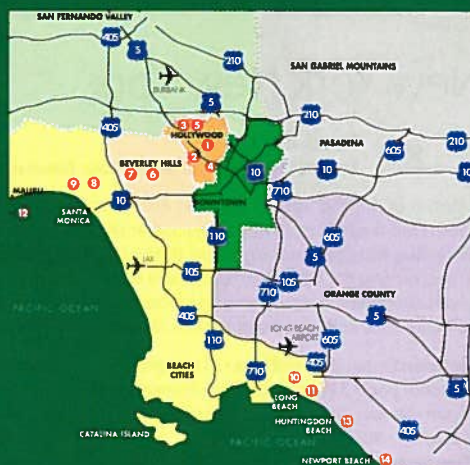 SAN FERNANDO VALLEY
405
5
210
SAN GABRIEL MOUNTAINS
BURBANK
5
210
405
3 5
HOLLYWOOD
1
PASADENA
605
2
4
BEVERLEY HILLS
7 6
10
10
10
9 8
MALIBU
710
10
DOWNTOWN
12
SANTA MONICA
110
605
5
LAX
105
105
710
ORANGE COUNTY
PACIFIC OCEAN
405
5
110
LONG BEACH AIRPORT
605
405
BEACH CITIES
710
10
11
5
LONG BEACH
HUNTINGDON BEACH
13
405
CATALINA ISLAND
PACIFIC OCEAN
NEWPORT BEACH
14